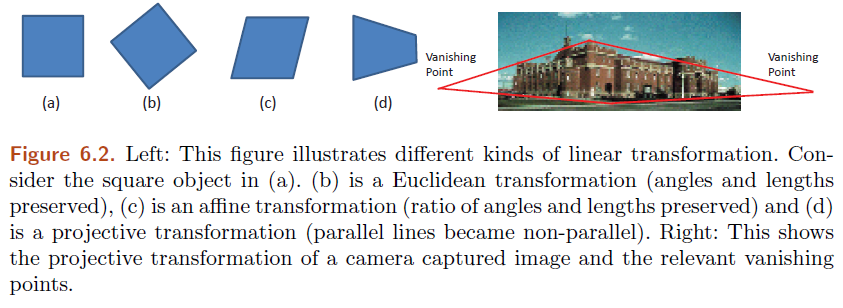 Vanishing
Point
Vanishing
Point
(a)
(b)
(c)
(d)
Figure 6.2. Left: This figure illustrates different kinds of linear transformation. Con-
sider the square object in (a). (b) is a Euclidean transformation (angles and lengths
preserved), (c) is an affine transformation (ratio of angles and lengths preserved) and (d)
is a projective transformation (parallel lines became non-parallel). Right: This shows
the projective transformation of a camera captured image and the relevant vanishing
points.